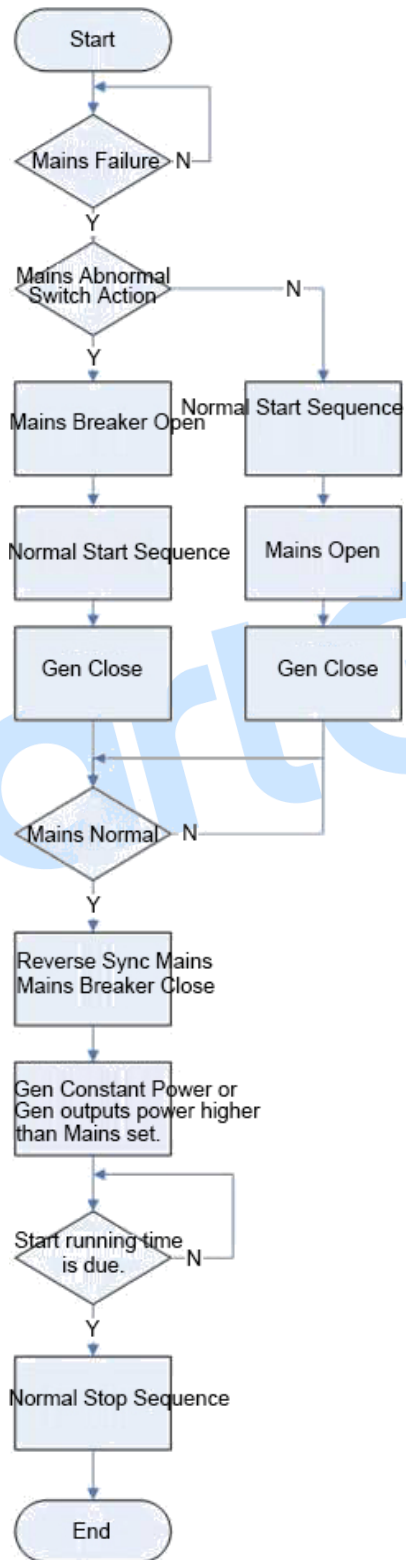 Start
Mains Failure
N
Y
Mains Abnormal
Switch Action
N
Y
Mains Breaker Open
Normal Start Sequence
Normal Start Sequence
Mains Open
Gen Close
Gen Close
Mains Normal
N
Y
Reverse Sync Mains
Mains Breaker Close
Gen Constant Power or
Gen outputs power higher
than Mains set.
Start running time
is due.
N
Y
Normal Stop Sequence
End